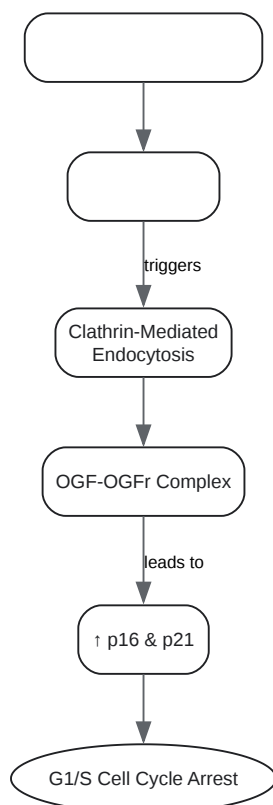 triggers
Clathrin-Mediated
Endocytosis
OGF-OGFr Complex
leads to
↑ p16 & p21
G1/S Cell Cycle Arrest